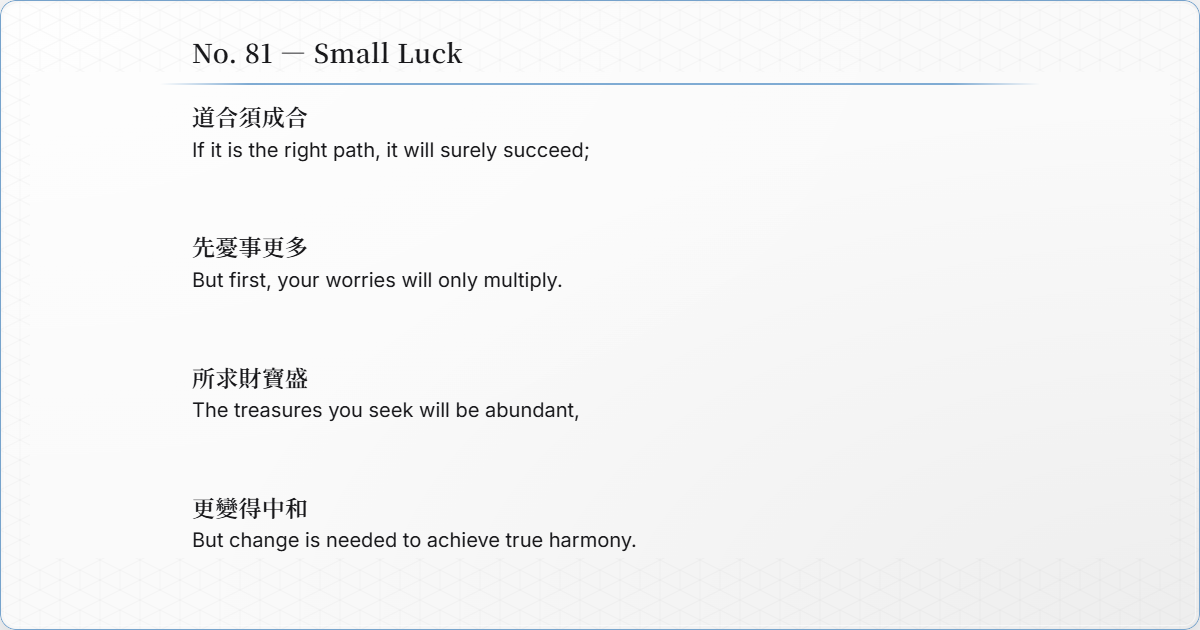 No. 81 — Small Luck
道合須成合
If it is the right path, it will surely succeed;
先憂事更多
But first, your worries will only multiply.
所求財寶盛
The treasures you seek will be abundant,
更變得中和
But change is needed to achieve true harmony.